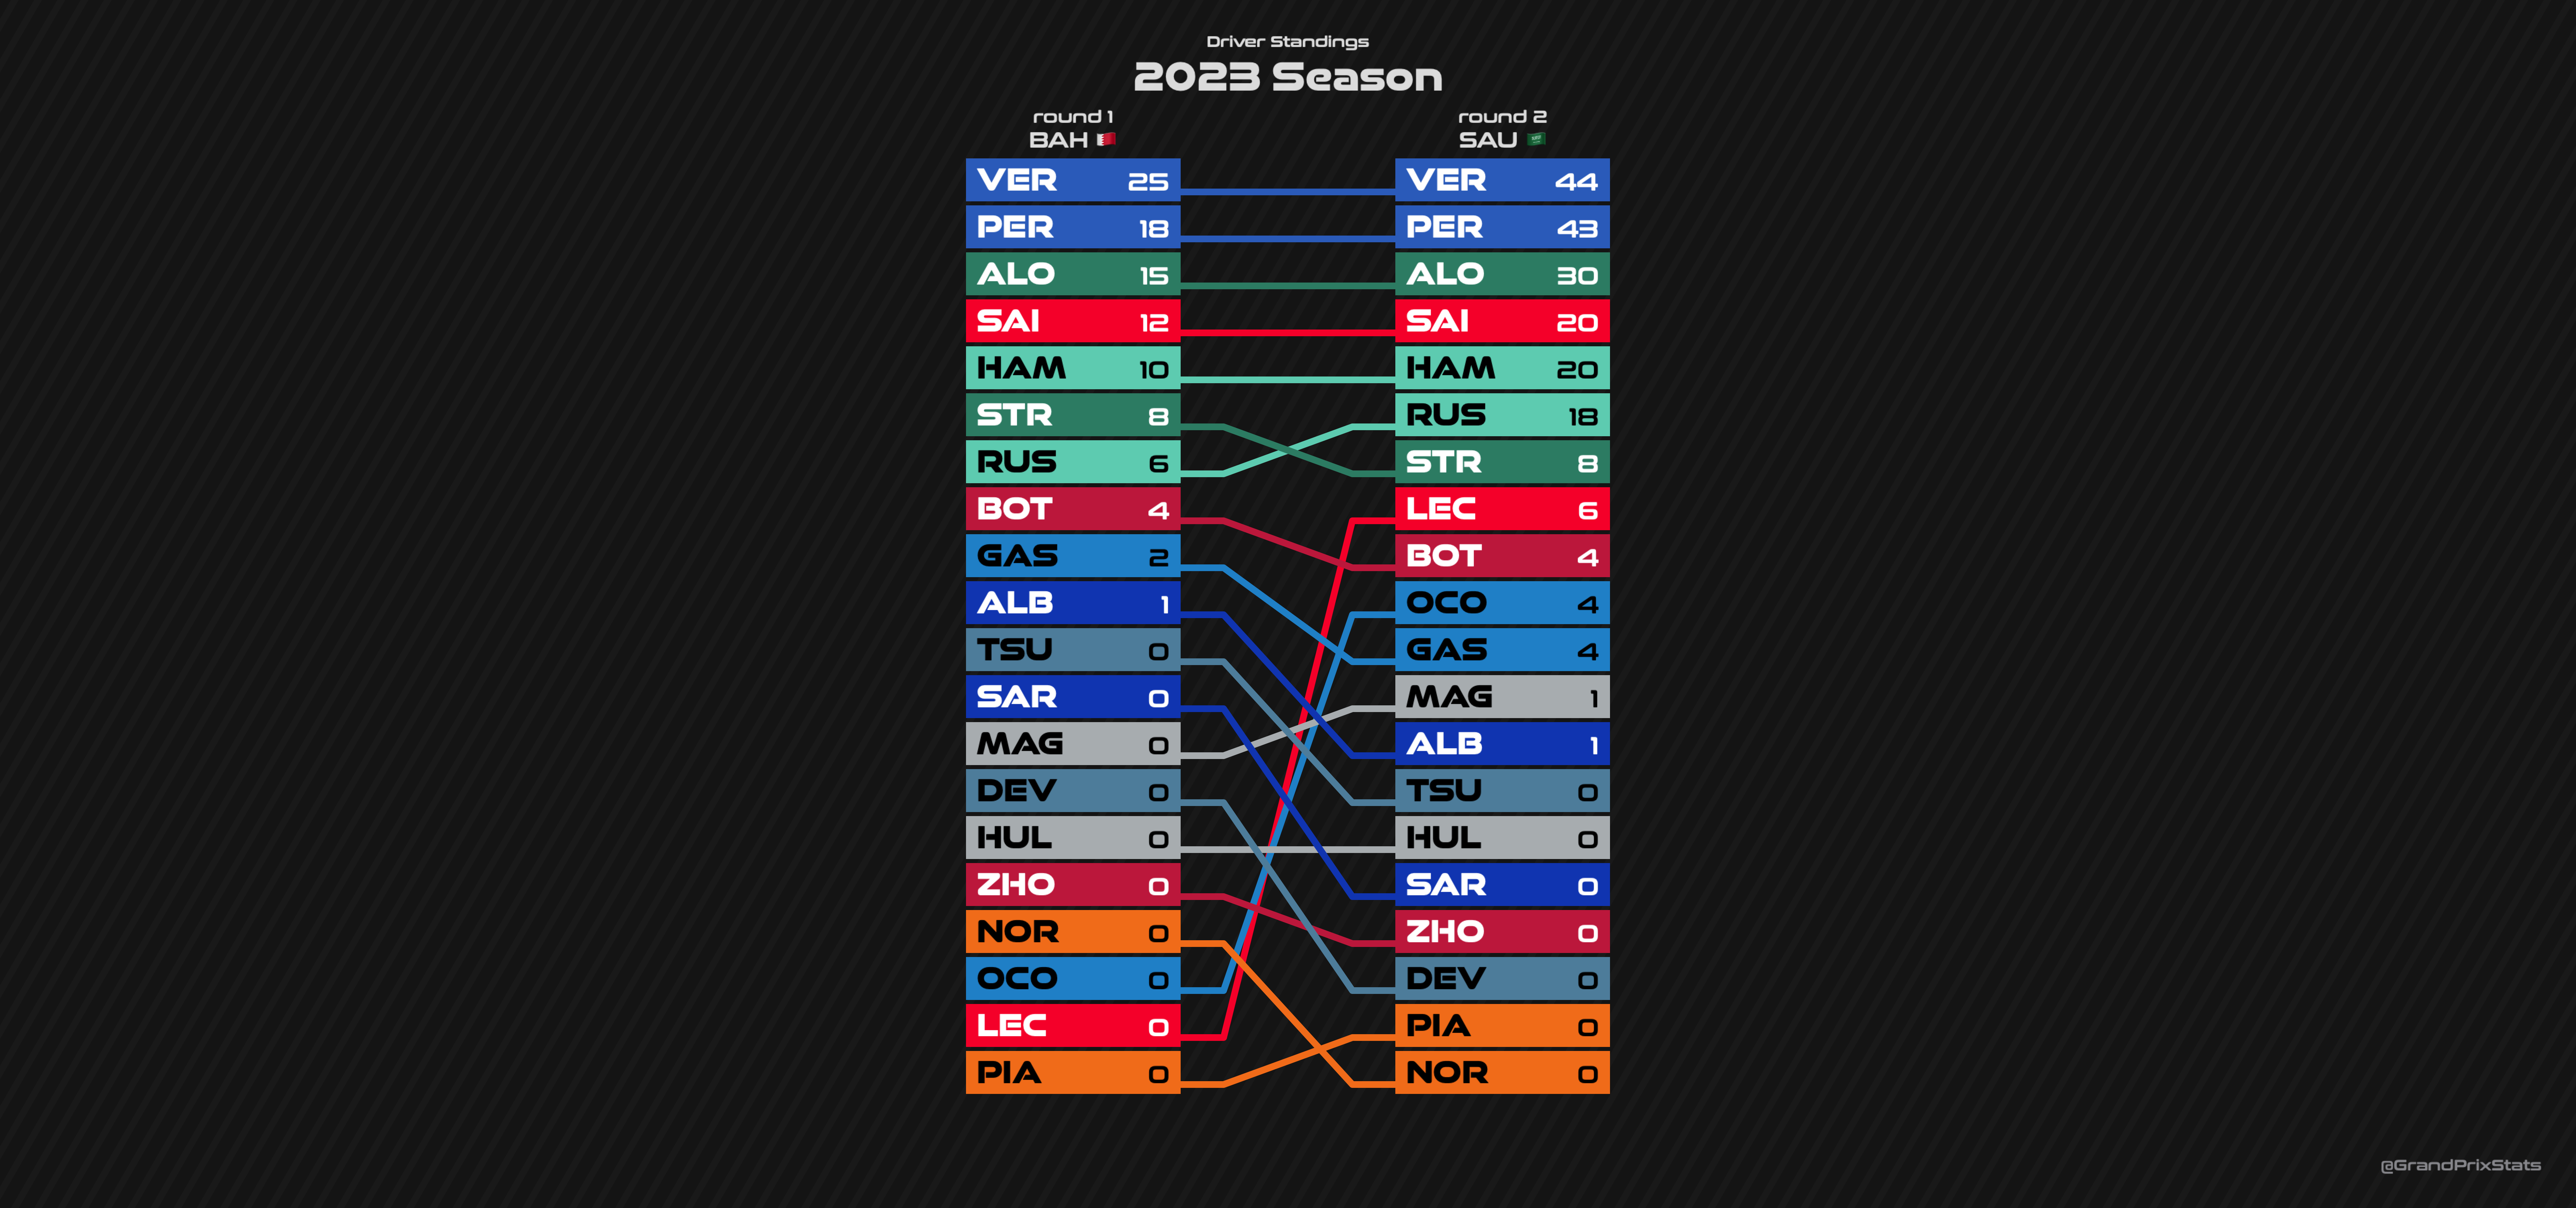 Driver Standings
2023 Season
round 1 round 2
BAH SAU
VER 25 VER 44
PER 18 PER 43
ALO 15 ALO 30
SAI 12 SAI 20
HAM 10 HAM 20
STR 8 RUS 18
RUS 6 STR 8
BOT 4 LEC 6
GAS 2 BOT 4
ALB 1 OCO 4
TSU 0 GAS 4
SAR 0 MAG 1
MAG 0 ALB 1
DEV 0 TSU 0
HUL 0 HUL 0
ZHO 0 SAR 0
NOR 0 ZHO 0
OCO 0 DEV 0
LEC 0 PIA 0
PIA 0 NOR 0
@GrandPrixStats